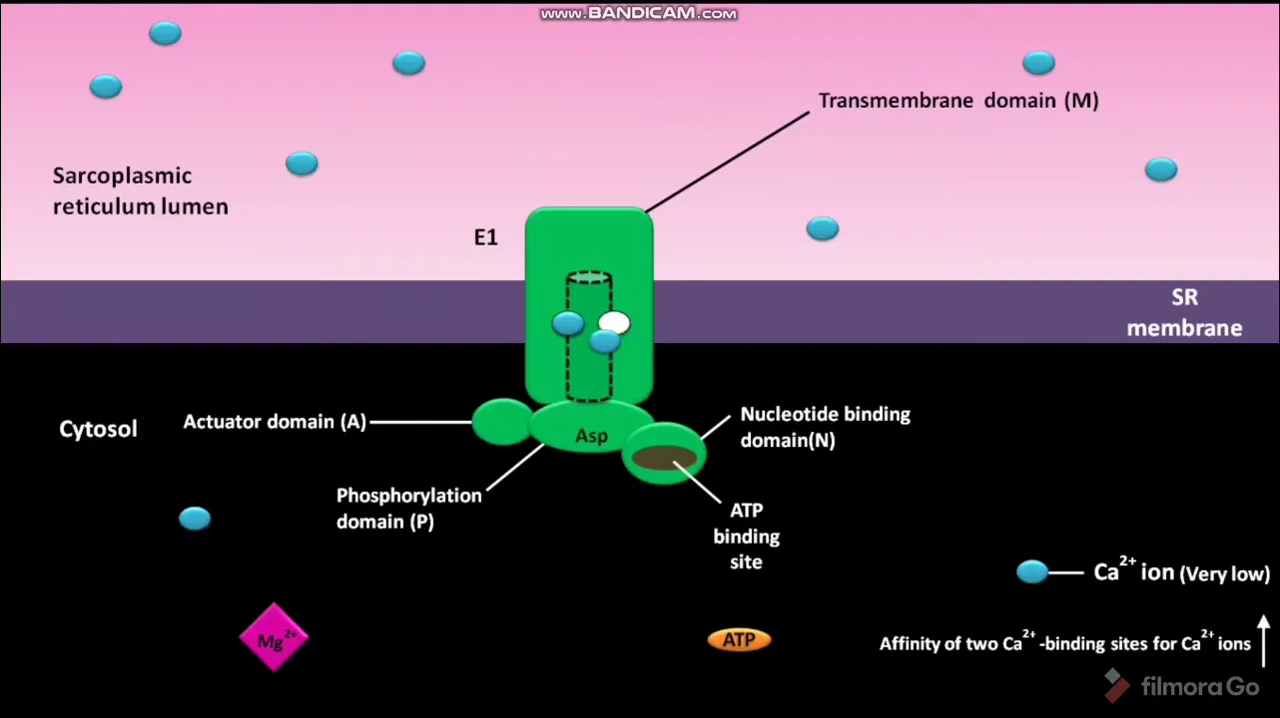 www.BANDICAM.com
Transmembrane domain (M)
Sarcoplasmic
reticulum lumen
E1
SR
membrane
Cytosol
Actuator domain (A)
Asp
Nucleotide binding
domain(N)
Phosphorylation
domain (P)
ATP
binding
site
Ca²⁺ ion (Very low)
Mg²⁺
ATP
Affinity of two Ca²⁺ -binding sites for Ca²⁺ ions
filmoraGo